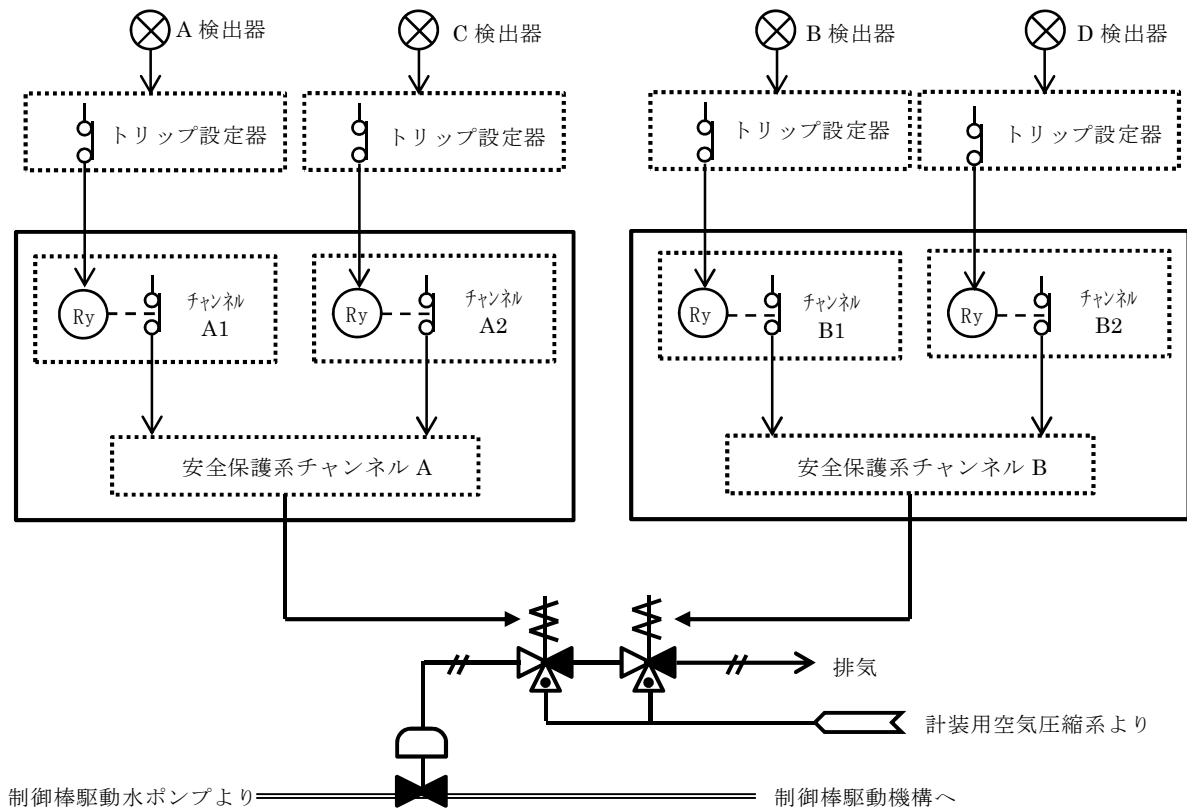 A 検出器
C 検出器
B 検出器
D 検出器
トリップ設定器
トリップ設定器
トリップ設定器
トリップ設定器
Ry
チャンネル
A1
Ry
チャンネル
A2
Ry
チャンネル
B1
Ry
チャンネル
B2
安全保護系チャンネル A
安全保護系チャンネル B
排気
計装用空気圧縮系より
制御棒駆動水ポンプより
制御棒駆動機構へ